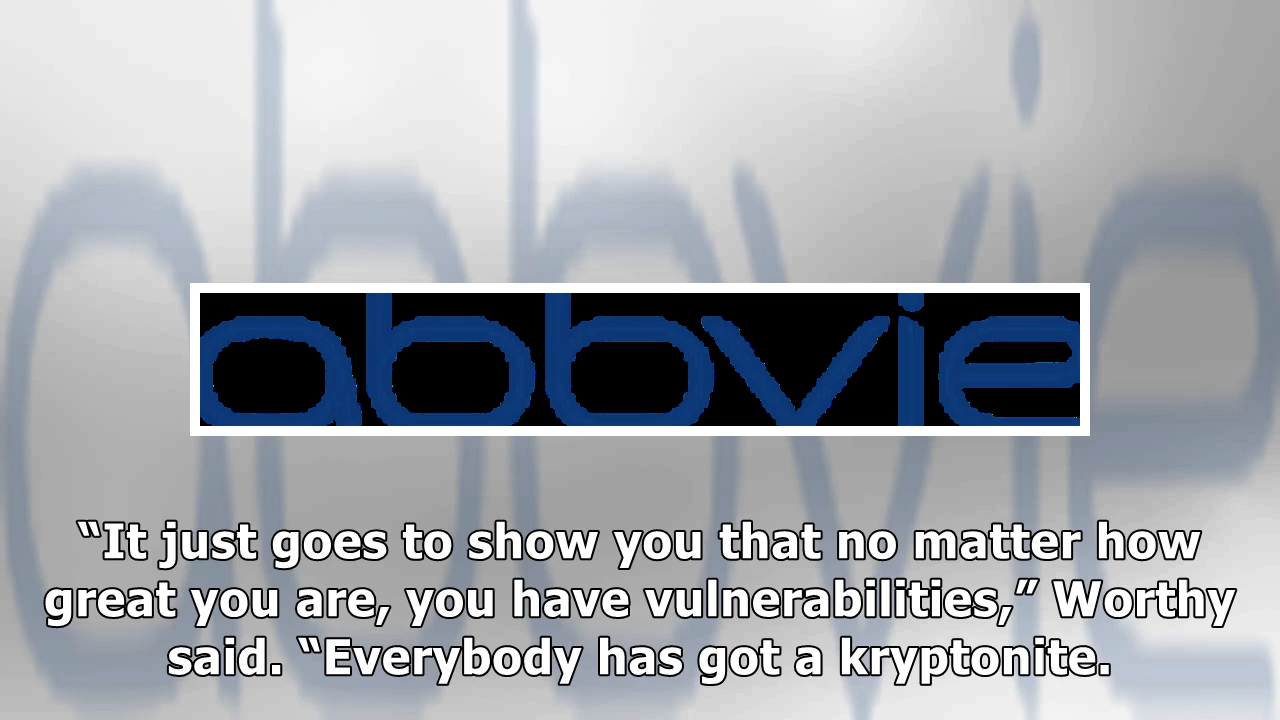 abbvie
“It just goes to show you that no matter how
great you are, you have vulnerabilities,” Worthy
said. “Everybody has got a kryptonite.